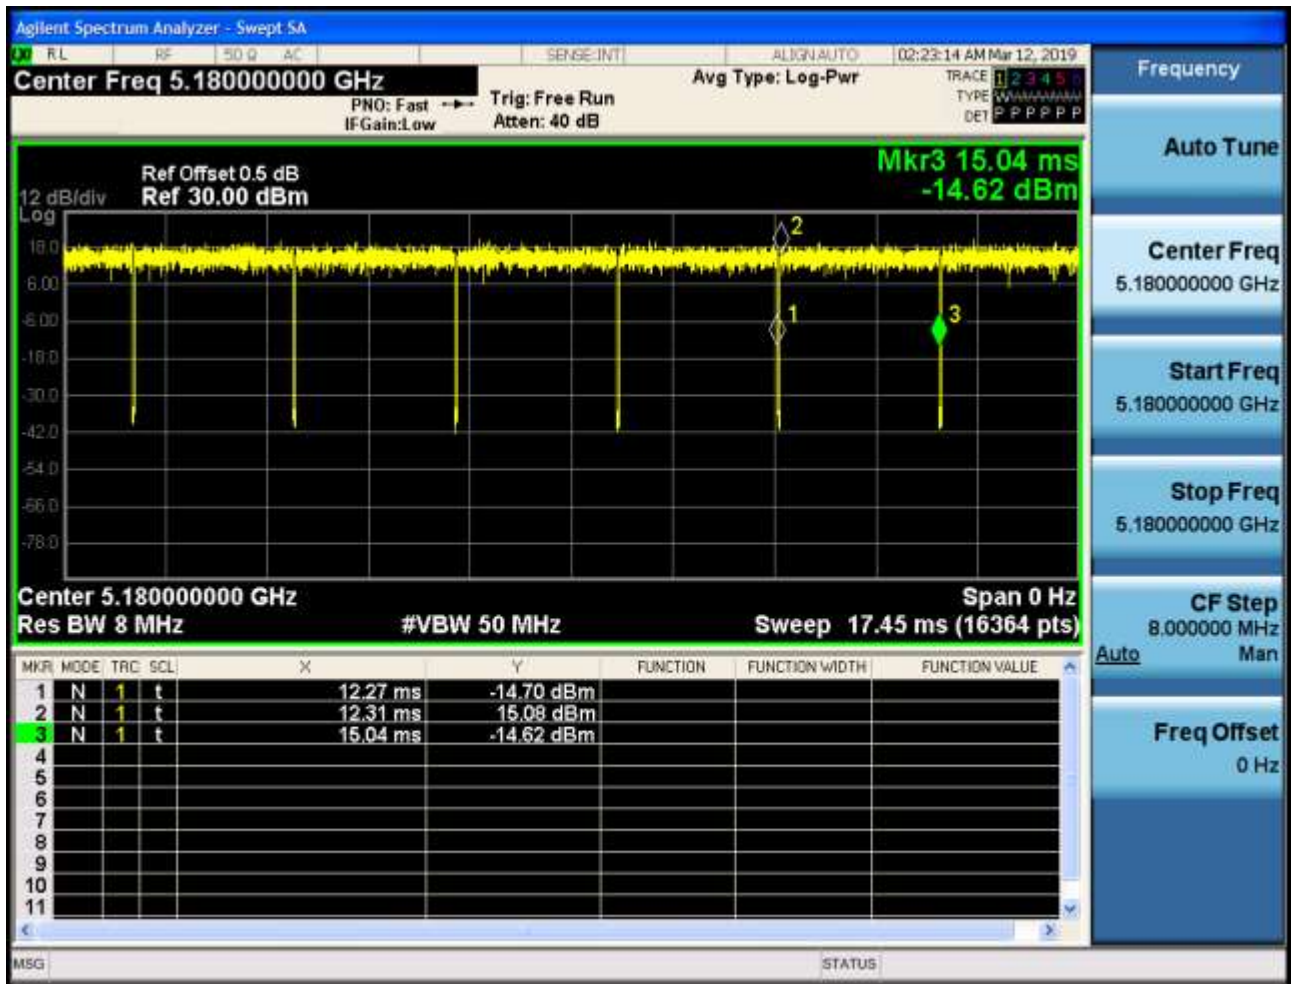 Agilent Spectrum Analyzer - Swept SA
RL RF 50 Ω AC SENSE:INT ALIGN AUTO 02:23:14 AM Mar 12, 2019
Center Freq 5.180000000 GHz
PNO: Fast
IFGain:Low
Trig: Free Run
Atten: 40 dB
Avg Type: Log-Pwr
TRACE 1 2 3 4 5 6
TYPE
DET P P P P P P
Mkr3 15.04 ms
-14.62 dBm
Ref Offset 0.5 dB
12 dB/div Ref 30.00 dBm
Log
18.0
6.00
-6.00
-18.0
-30.0
-42.0
-54.0
-66.0
-78.0
2
1
3
Center 5.180000000 GHz Span 0 Hz
Res BW 8 MHz #VBW 50 MHz Sweep 17.45 ms (16364 pts)
MKR MODE TRC SCL X Y FUNCTION FUNCTION WIDTH FUNCTION VALUE
1 N 1 t 12.27 ms -14.70 dBm
2 N 1 t 12.31 ms 15.08 dBm
3 N 1 t 15.04 ms -14.62 dBm
4
5
6
7
8
9
10
11
MSG STATUS
Frequency
Auto Tune
Center Freq
5.180000000 GHz
Start Freq
5.180000000 GHz
Stop Freq
5.180000000 GHz
CF Step
8.000000 MHz
Auto Man
Freq Offset
0 Hz